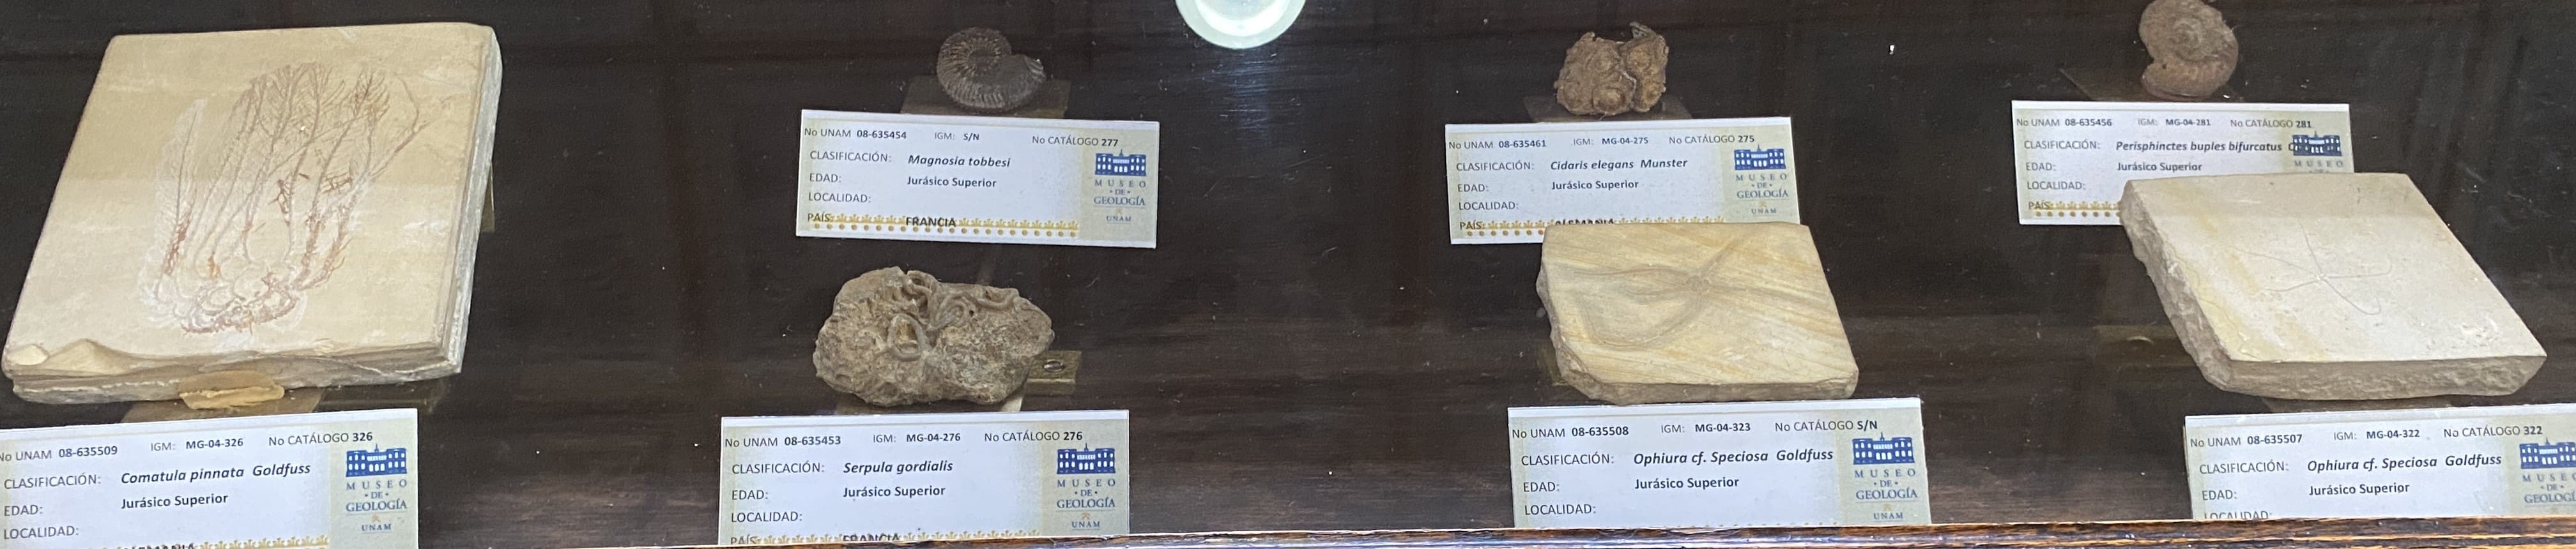 No UNAM 08-635454 IGM: S/N No CATÁLOGO 277
CLASIFICACIÓN: Magnosia tobbesi
EDAD: Jurásico Superior
LOCALIDAD:
PAÍS: FRANCIA
MUSEO
• DE •
GEOLOGÍA
UNAM
No UNAM 08-635461 IGM: MG-04-275 No CATÁLOGO 275
CLASIFICACIÓN: Cidaris elegans Munster
EDAD: Jurásico Superior
LOCALIDAD:
PAÍS: ALEMANIA
MUSEO
• DE •
GEOLOGÍA
UNAM
No UNAM 08-635456 IGM: MG-04-281 No CATÁLOGO 281
CLASIFICACIÓN: Perisphinctes buples bifurcatus
EDAD: Jurásico Superior
LOCALIDAD:
PAÍS:
MUSEO
No UNAM 08-635509 IGM: MG-04-326 No CATÁLOGO 326
CLASIFICACIÓN: Comatula pinnata Goldfuss
EDAD: Jurásico Superior
LOCALIDAD:
MUSEO
• DE •
GEOLOGÍA
UNAM
No UNAM 08-635453 IGM: MG-04-276 No CATÁLOGO 276
CLASIFICACIÓN: Serpula gordialis
EDAD: Jurásico Superior
LOCALIDAD:
PAÍS: FRANCIA
MUSEO
• DE •
GEOLOGÍA
UNAM
No UNAM 08-635508 IGM: MG-04-323 No CATÁLOGO S/N
CLASIFICACIÓN: Ophiura cf. Speciosa Goldfuss
EDAD: Jurásico Superior
LOCALIDAD:
MUSEO
• DE •
GEOLOGÍA
UNAM
No UNAM 08-635507 IGM: MG-04-322 No CATÁLOGO 322
CLASIFICACIÓN: Ophiura cf. Speciosa Goldfuss
EDAD: Jurásico Superior
LOCALIDAD: